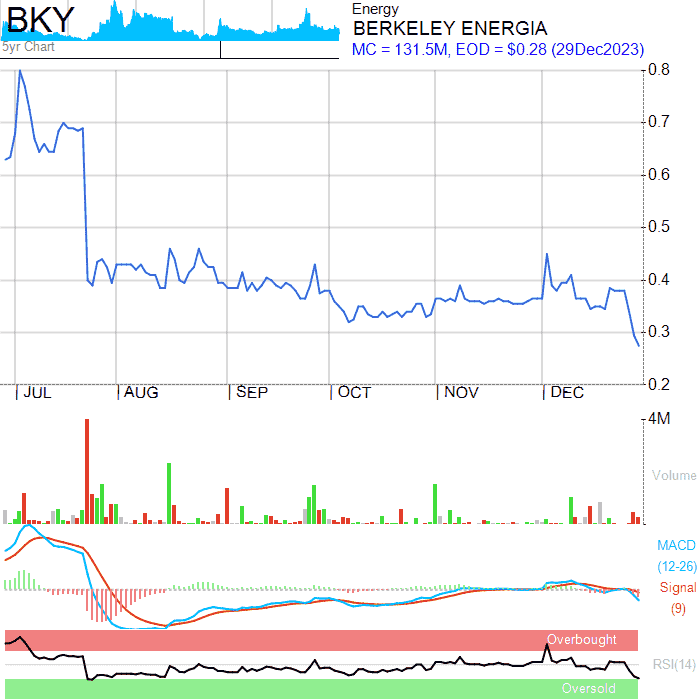 BKY
5yr Chart
Energy
BERKELEY ENERGIA
MC = 131.5M, EOD = $0.28 (29Dec2023)
0.8
0.7
0.6
0.5
0.4
0.3
0.2
JUL AUG SEP OCT NOV DEC
4M
Volume
MACD
(12-26)
Signal
(9)
Overbought
RSI(14)
Oversold